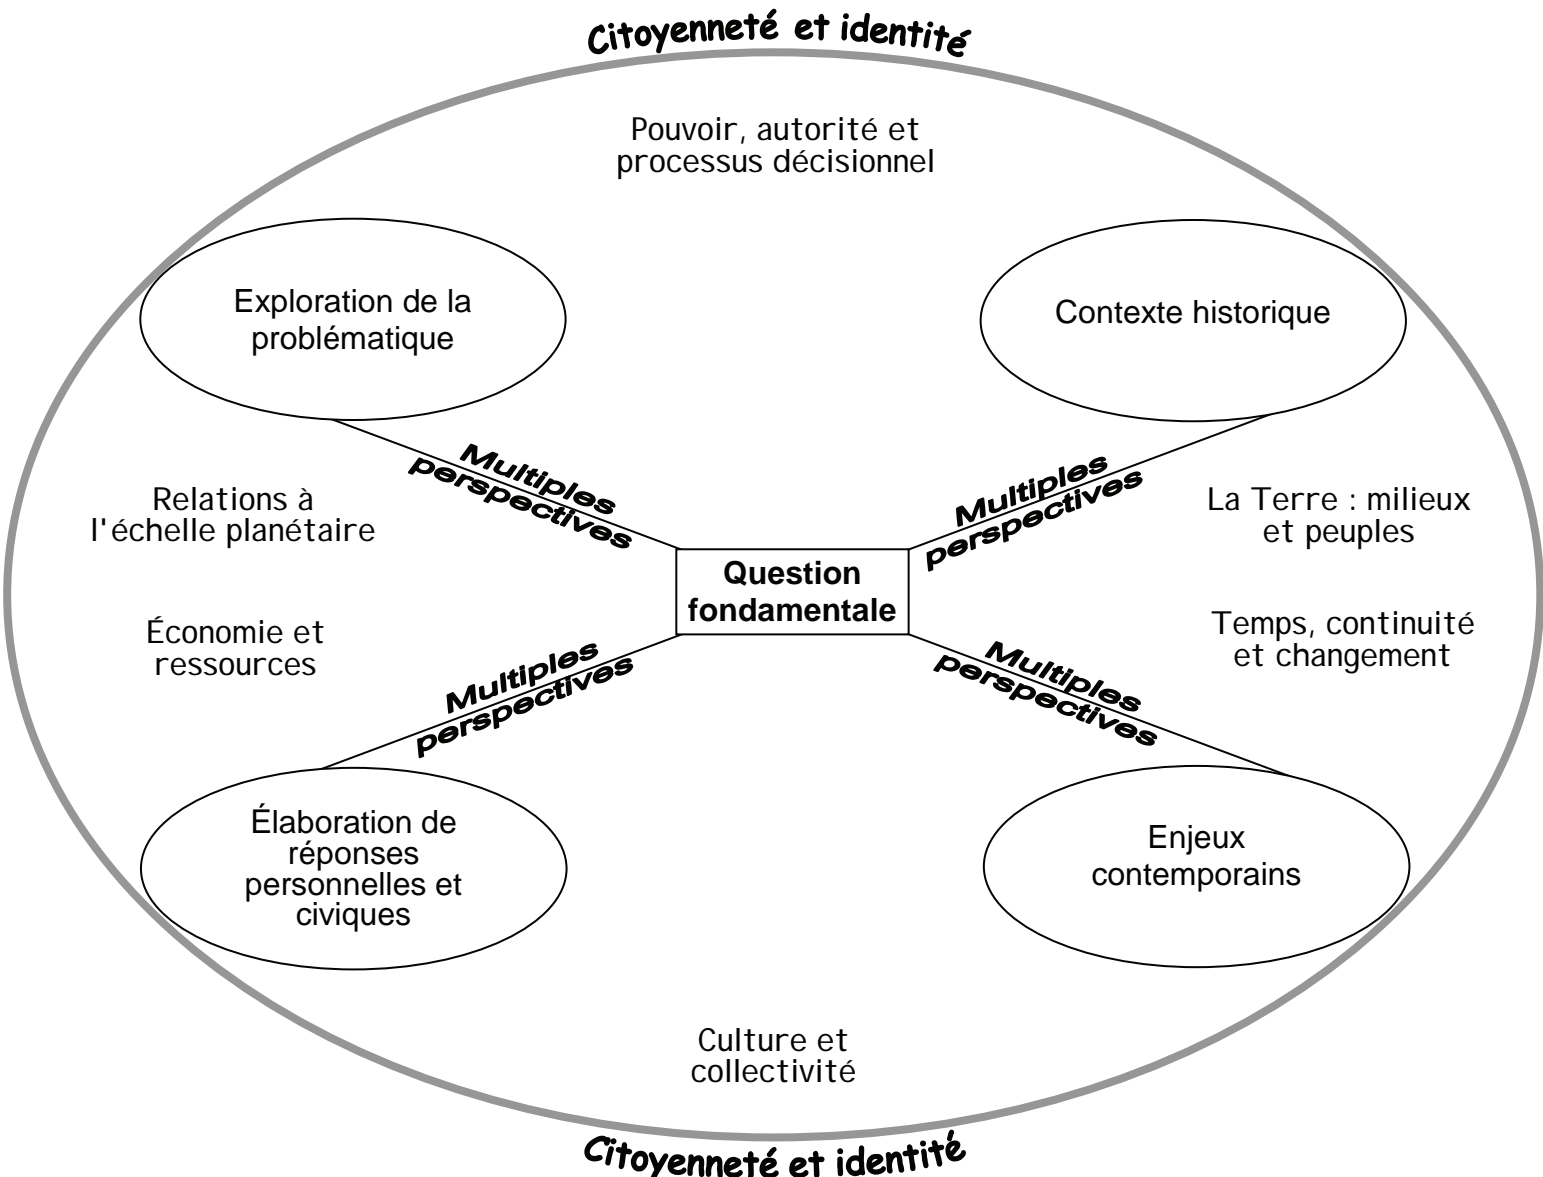 Citoyenneté et identité
Pouvoir, autorité et
processus décisionnel
Exploration de la
problématique
Contexte historique
Multiples
perspectives
Multiples
perspectives
Relations à
l'échelle planétaire
La Terre : milieux
et peuples
Question
fondamentale
Économie et
ressources
Temps, continuité
et changement
Multiples
perspectives
Multiples
perspectives
Élaboration de
réponses
personnelles et
civiques
Enjeux
contemporains
Culture et
collectivité
Citoyenneté et identité